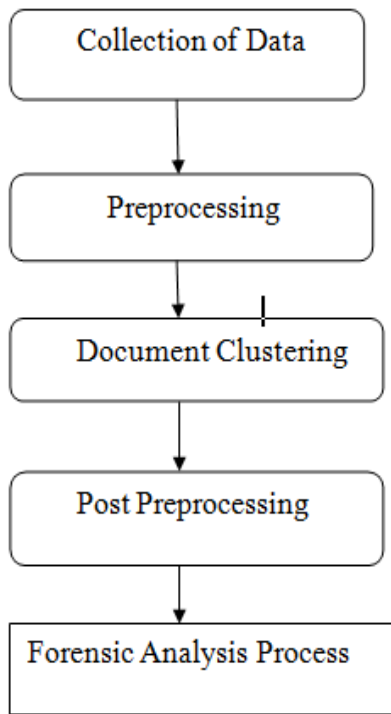 Collection of Data
Preprocessing
Document Clustering
Post Preprocessing
Forensic Analysis Process